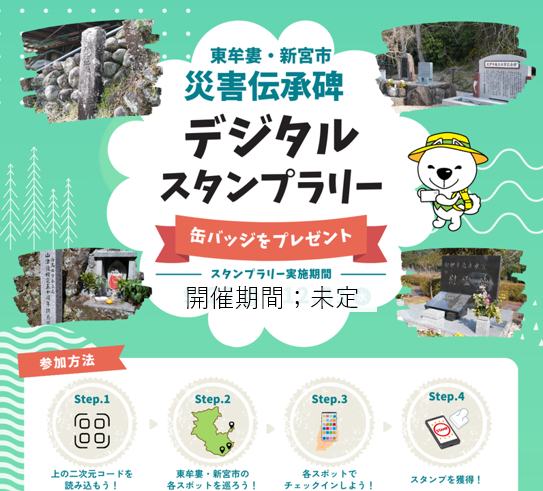 東牟婁・新宮市
災害伝承碑
デジタル
スタンプラリー
缶バッジをプレゼント
スタンプラリー実施期間
開催期間；未定
参加方法
Step.1
上の二次元コードを
読み込もう！
Step.2
東牟婁・新宮市の
各スポットを巡ろう！
Step.3
各スポットで
チェックインしよう！
Step.4
スタンプを獲得！